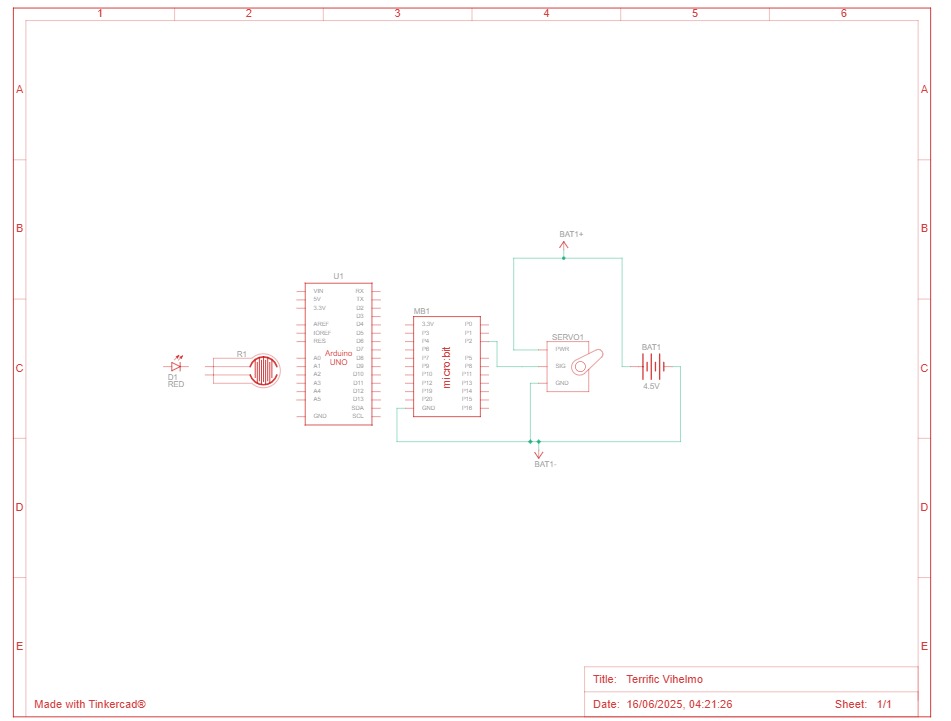 1 2 3 4 5 6
A A
B B
C C
D D
E E
BAT1+
U1
VIN RX
5V TX
3.3V D2
D3
AREF D4
IOREF D5
RES D6
D7
A0 D8
A1 D9
A2 D10
A3 D11
A4 D12
A5 D13
SDA
GND SCL
Arduino
UNO
MB1
3.3V P0
P3 P1
P4 P2
P6
P7 P5
P9 P8
P10 P11
P12 P13
P19 P14
P20 P15
GND P16
micro:bit
SERVO1
PWR
SIG
GND
BAT1
4.5V
R1
D1
RED
BAT1-
Title: Terrific Vihelmo
Made with Tinkercad®
Date: 16/06/2025, 04:21:26 Sheet: 1/1